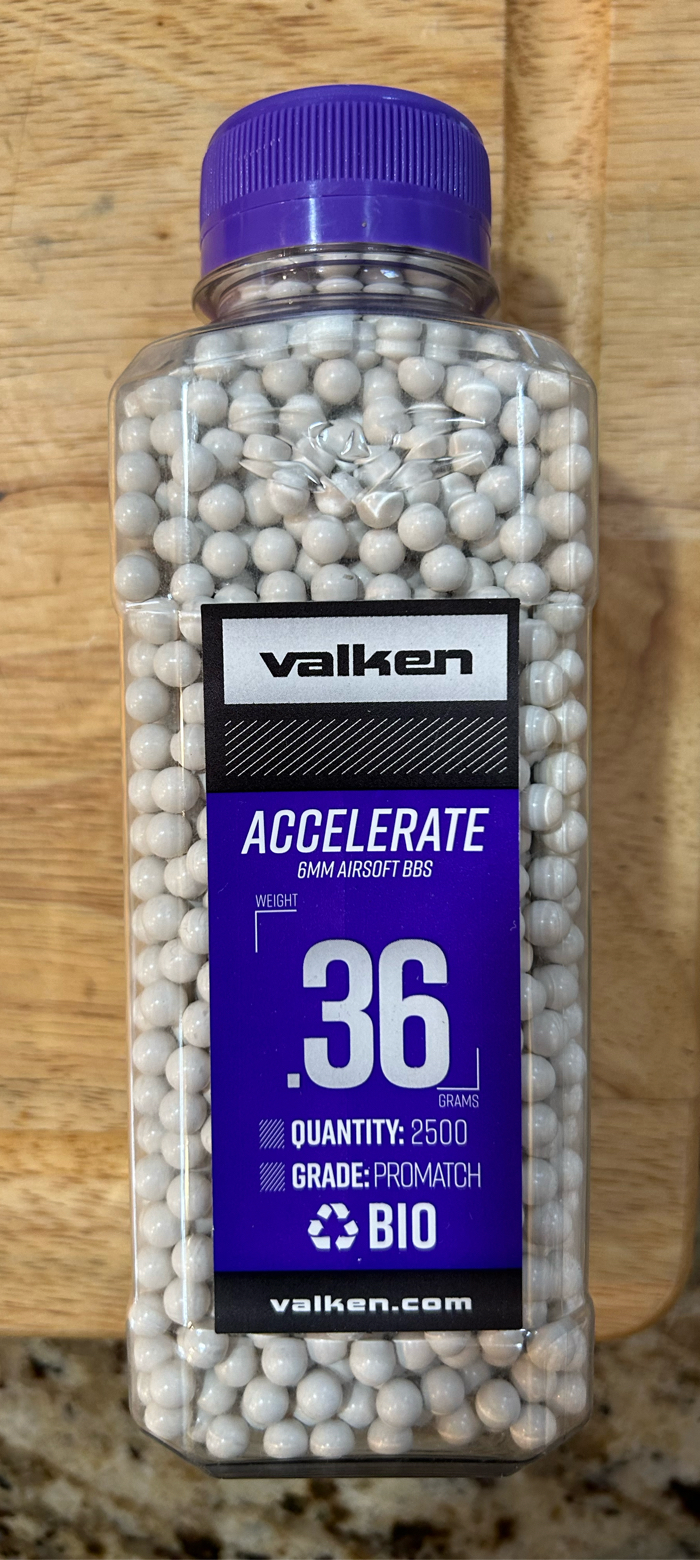 valken
ACCELERATE
6MM AIRSOFT BBS
WEIGHT
.36
GRAMS
QUANTITY: 2500
GRADE: PROMATCH
BIO
valken.com